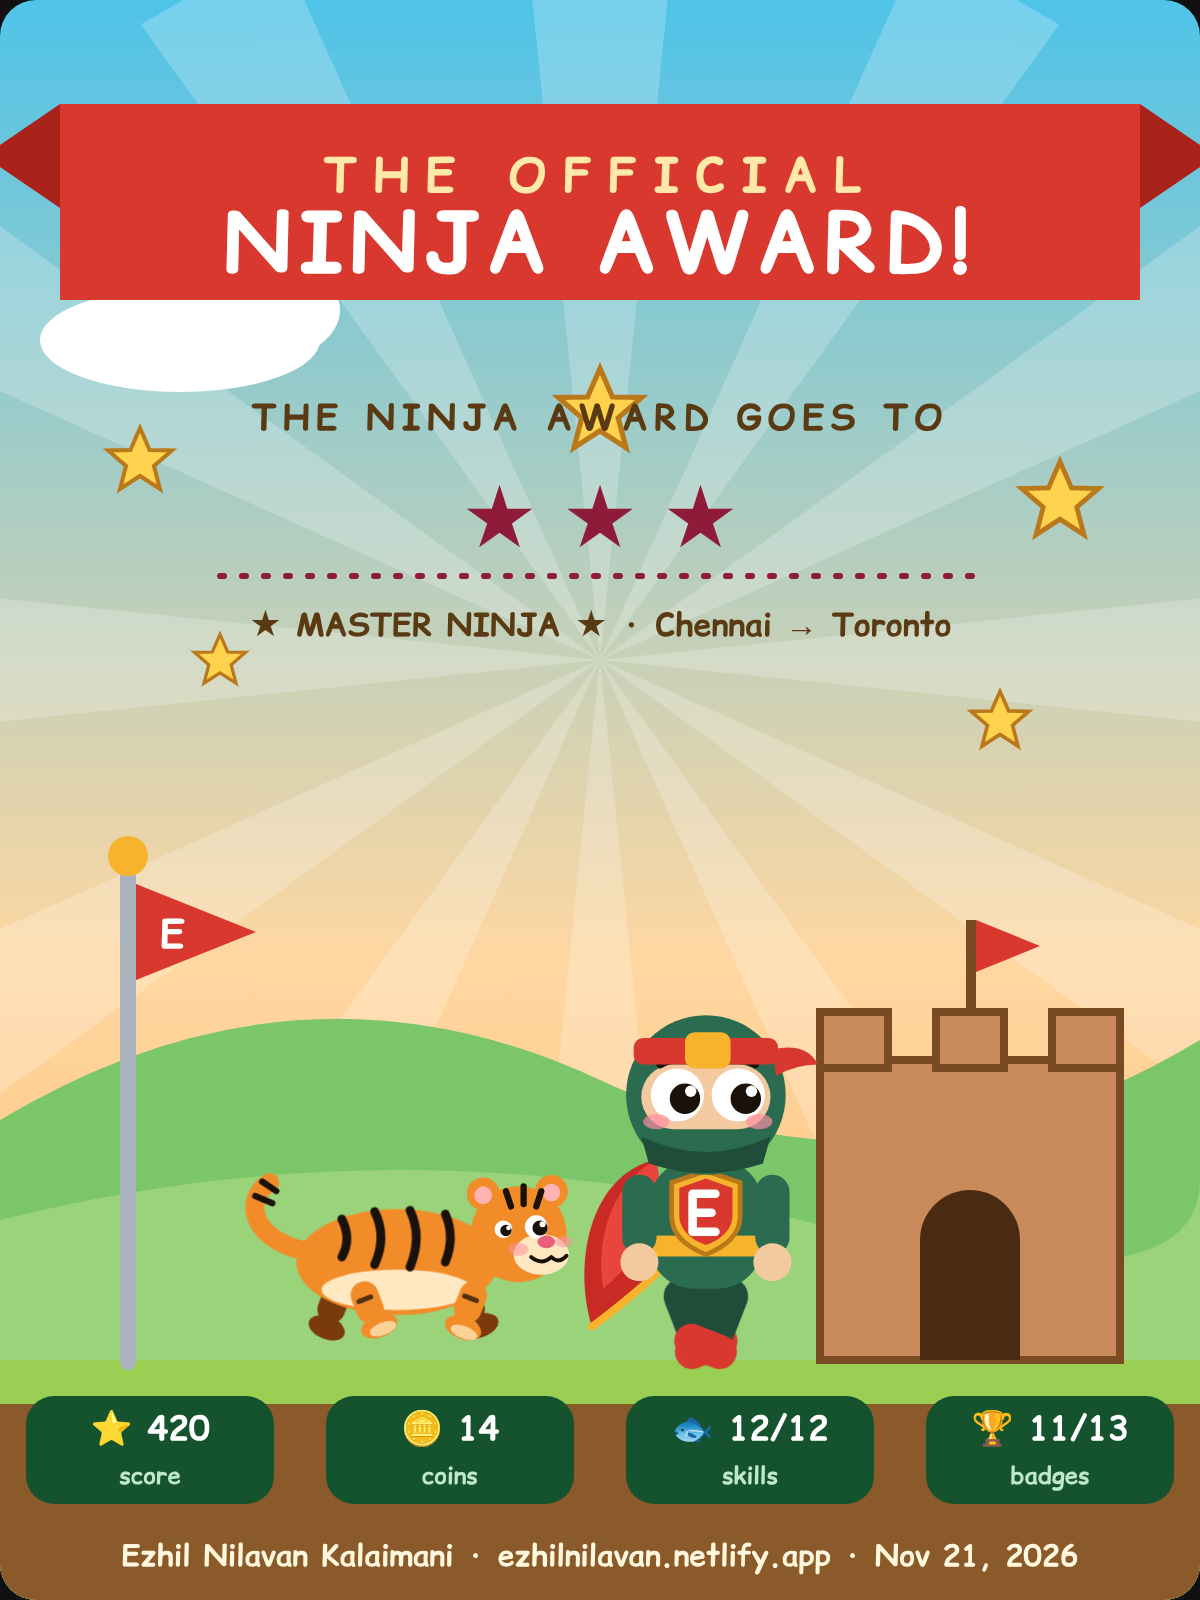 THE OFFICIAL
NINJA AWARD!
THE NINJA AWARD GOES TO
★ ★ ★
★ MASTER NINJA ★ · Chennai → Toronto
E
E
⭐ 420
score
🪙 14
coins
🐟 12/12
skills
🏆 11/13
badges
Ezhil Nilavan Kalaimani · ezhilnilavan.netlify.app · Nov 21, 2026